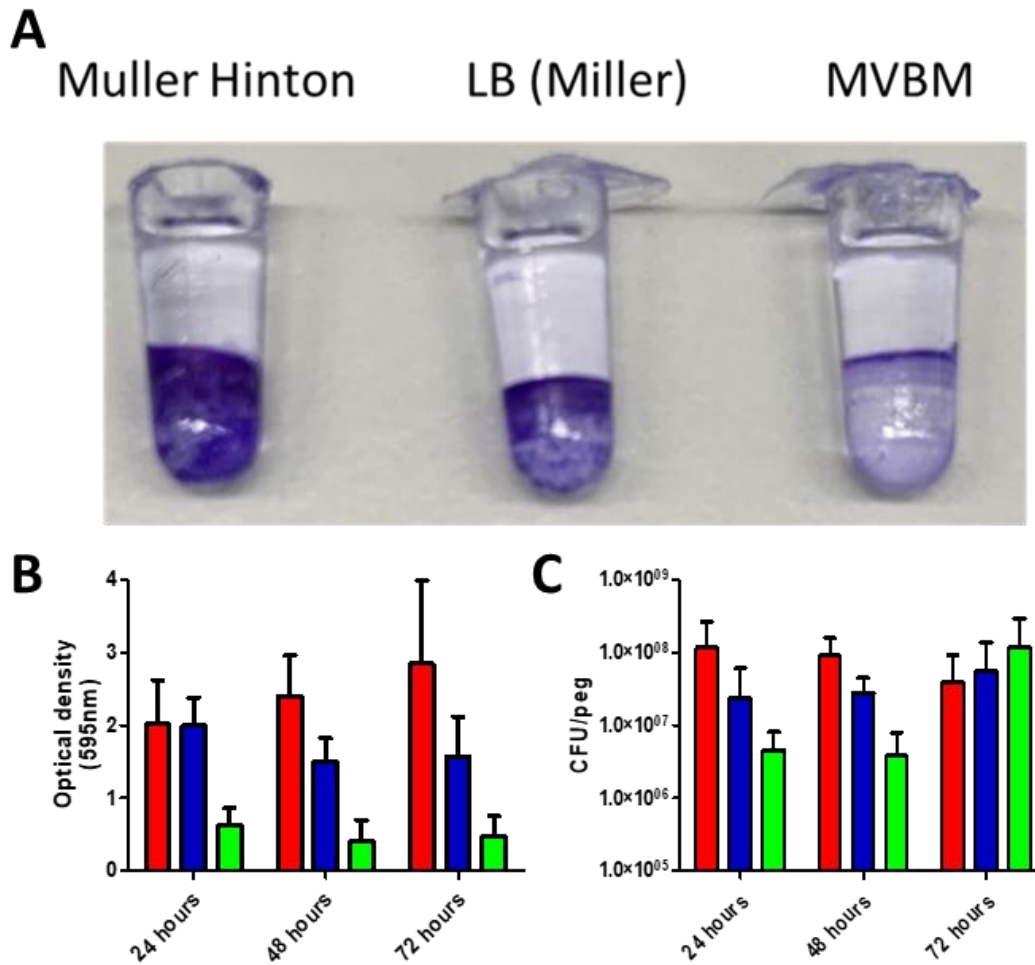 A
Muller Hinton LB (Miller) MVBM
B
4
3
2
1
0
Optical density
(595nm)
24 hours 48 hours 72 hours
C
1.0×10⁰⁹
1.0×10⁰⁸
1.0×10⁰⁷
1.0×10⁰⁶
1.0×10⁰⁵
CFU/peg
24 hours 48 hours 72 hours